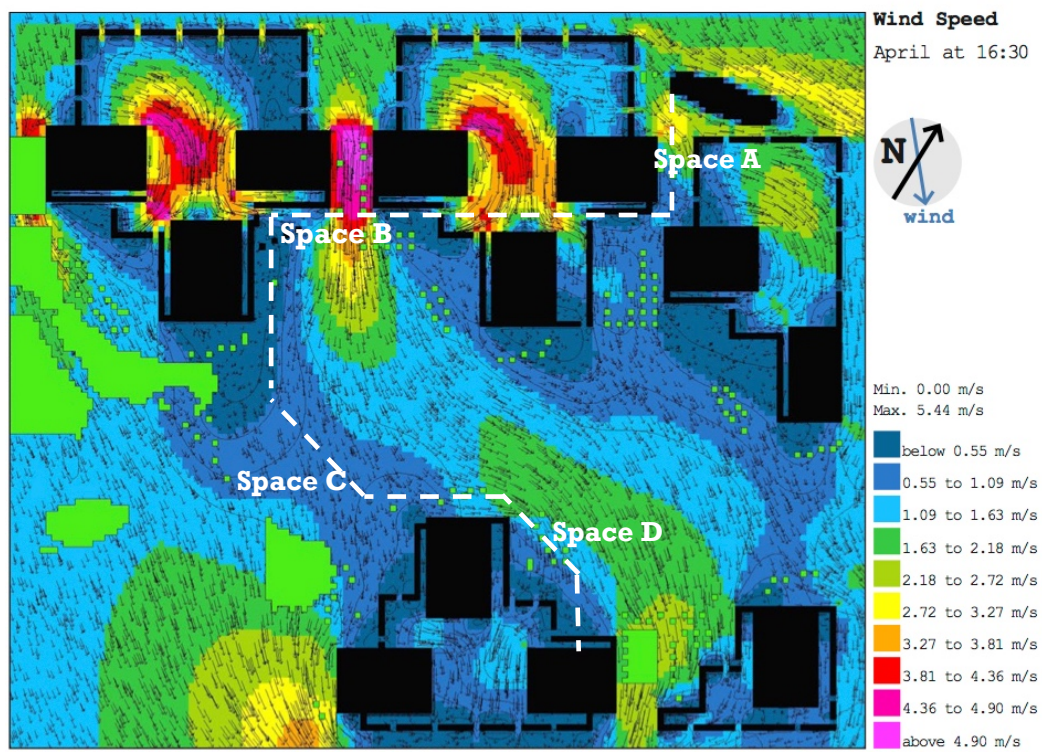 Wind Speed
April at 16:30
N
wind
Space A
Space B
Space C
Space D
Min. 0.00 m/s
Max. 5.44 m/s
below 0.55 m/s
0.55 to 1.09 m/s
1.09 to 1.63 m/s
1.63 to 2.18 m/s
2.18 to 2.72 m/s
2.72 to 3.27 m/s
3.27 to 3.81 m/s
3.81 to 4.36 m/s
4.36 to 4.90 m/s
above 4.90 m/s